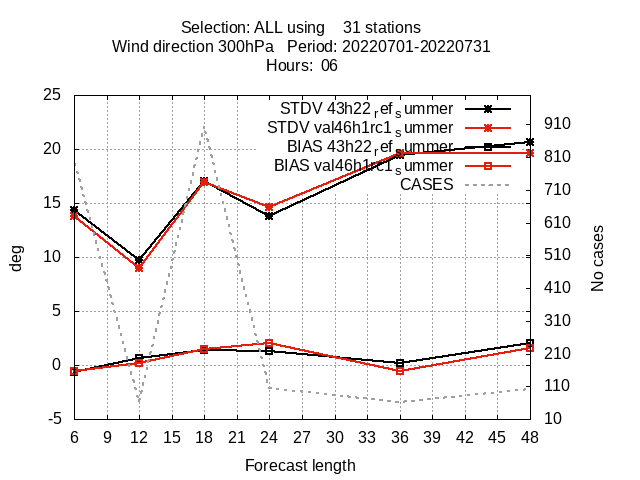 Selection: ALL using 31 stations
Wind direction 300hPa Period: 20220701-20220731
Hours: 06
25
20
15
10
5
0
-5
deg
STDV 43h22_ref_summer
STDV val46h1rc1_summer
BIAS 43h22_ref_summer
BIAS val46h1rc1_summer
CASES
910
810
710
610
510
410
310
210
110
10
No cases
6 9 12 15 18 21 24 27 30 33 36 39 42 45 48
Forecast length